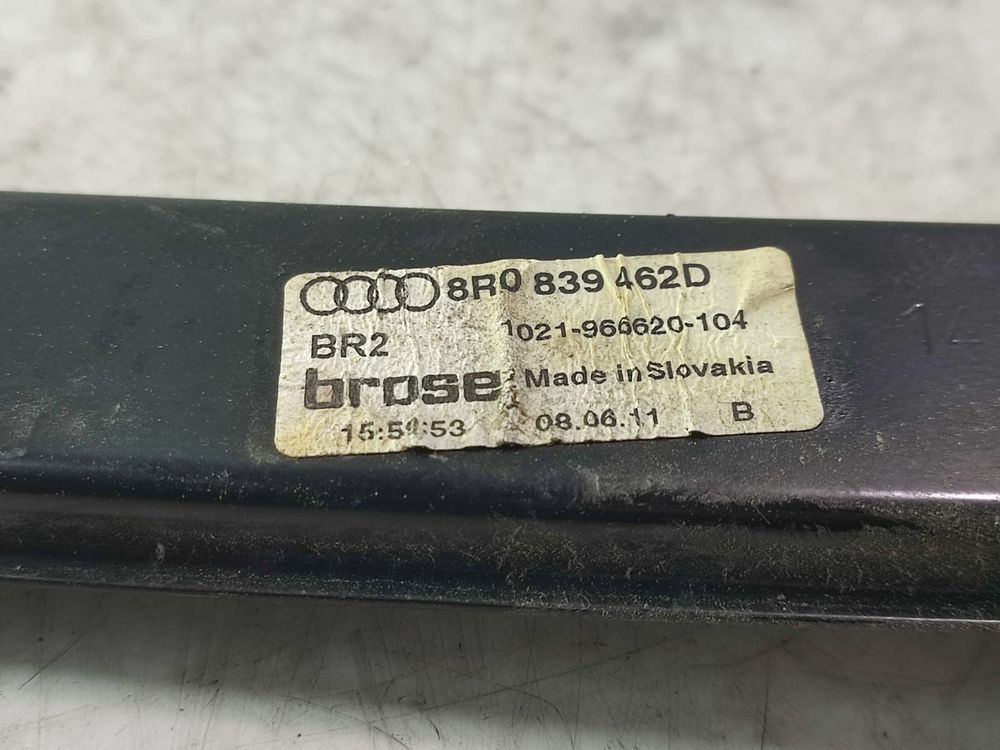 8R0 839 462D
BR2 1021-966620-104
brose Made in Slovakia
08.06.11 B